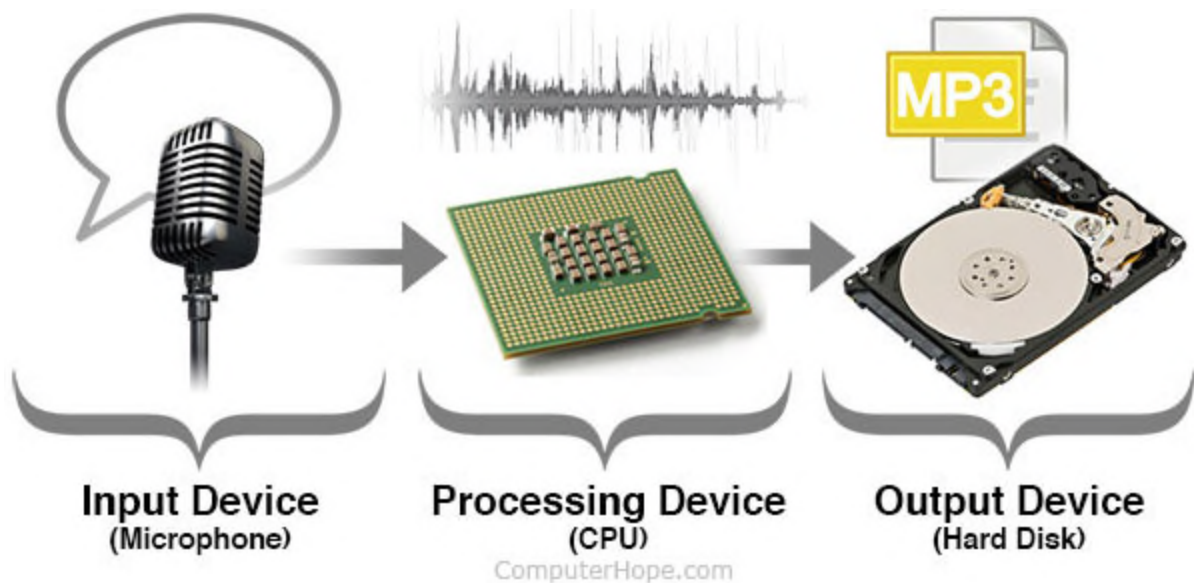 MP3
Input Device
(Microphone)
Processing Device
(CPU)
Output Device
(Hard Disk)
ComputerHope.com